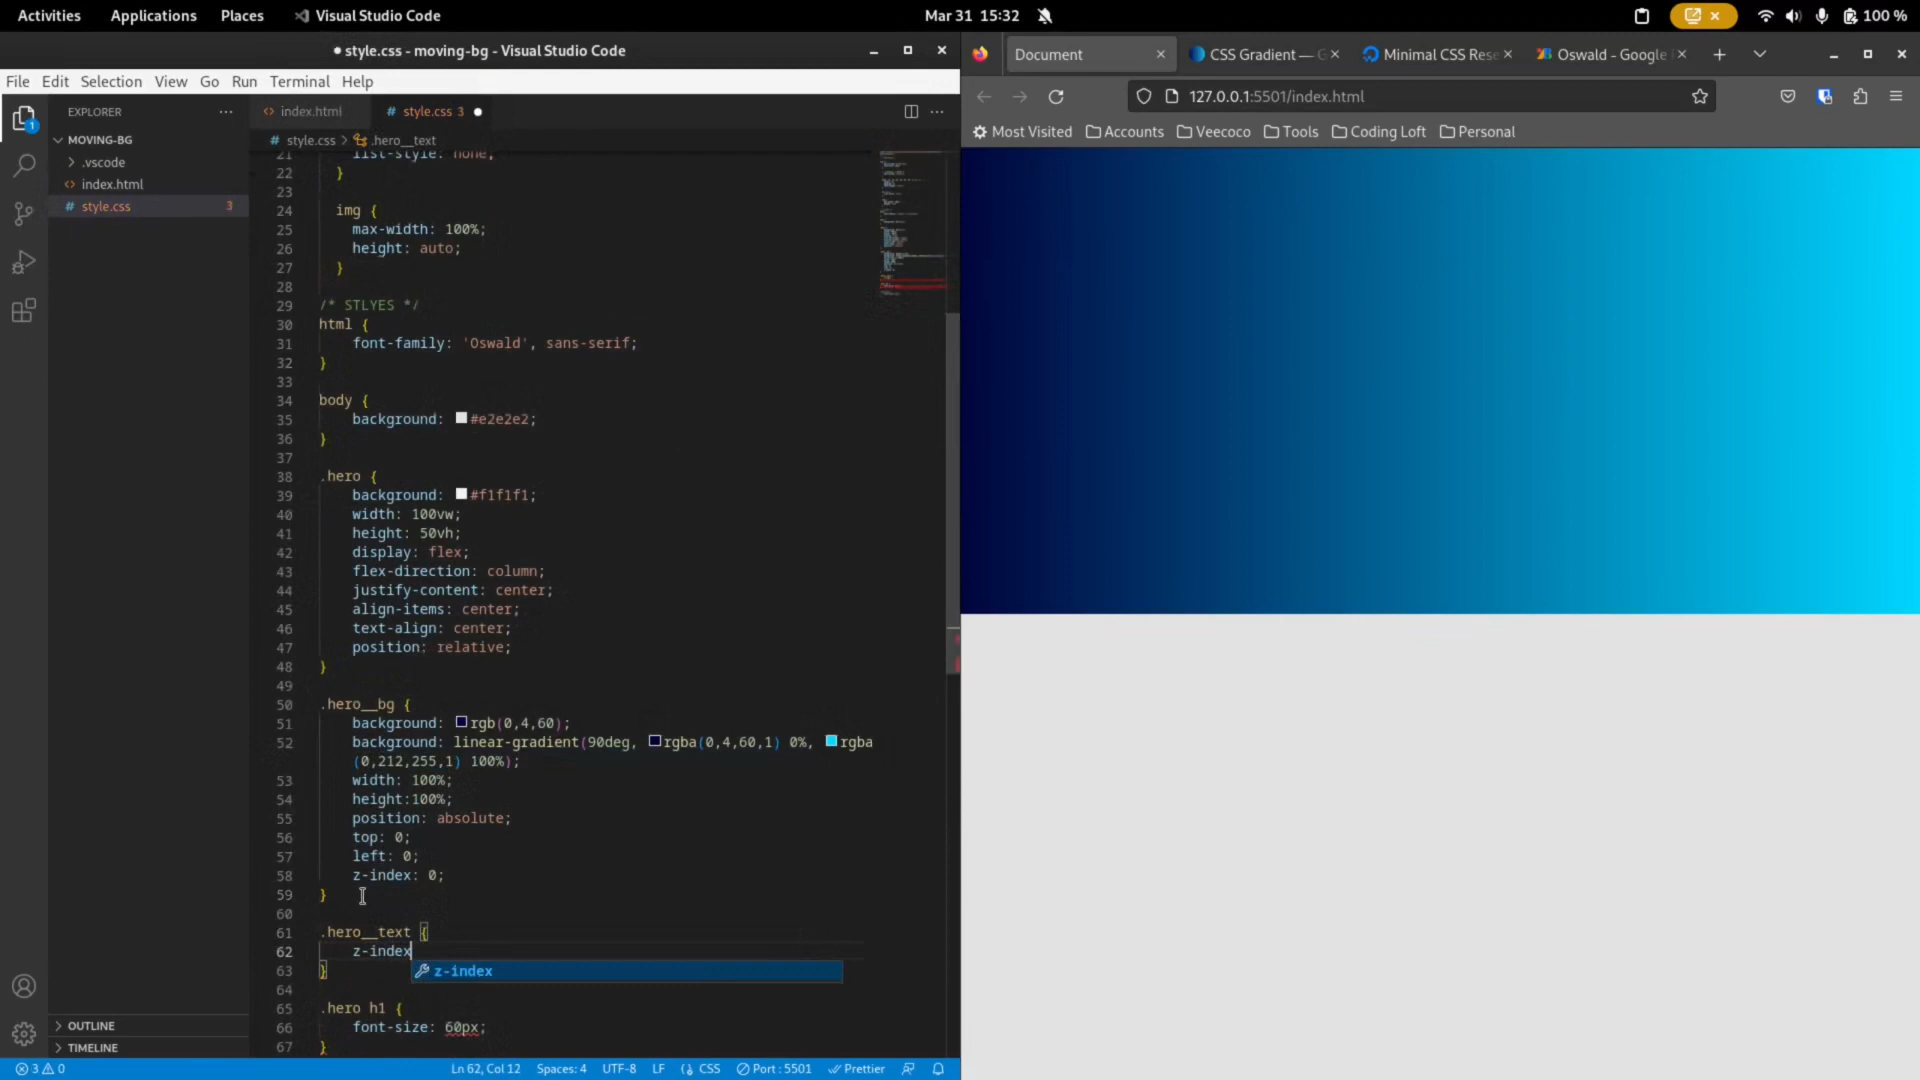 Activities Applications Places Visual Studio Code Mar 31 15:32 100 %
● style.css - moving-bg - Visual Studio Code
File Edit Selection View Go Run Terminal Help
EXPLORER
MOVING-BG
.vscode
index.html
style.css 3
OUTLINE
TIMELINE
index.html style.css 3
style.css > .hero__text
21 list-style: none;
22 }
23
24 img {
25 max-width: 100%;
26 height: auto;
27 }
28
29 /* STLYES */
30 html {
31 font-family: 'Oswald', sans-serif;
32 }
33
34 body {
35 background: #e2e2e2;
36 }
37
38 .hero {
39 background: #f1f1f1;
40 width: 100vw;
41 height: 50vh;
42 display: flex;
43 flex-direction: column;
44 justify-content: center;
45 align-items: center;
46 text-align: center;
47 position: relative;
48 }
49
50 .hero__bg {
51 background: rgb(0,4,60);
52 background: linear-gradient(90deg, rgba(0,4,60,1) 0%, rgba
(0,212,255,1) 100%);
53 width: 100%;
54 height:100%;
55 position: absolute;
56 top: 0;
57 left: 0;
58 z-index: 0;
59 }
60
61 .hero__text {
62 z-index
63 }
z-index
64
65 .hero h1 {
66 font-size: 60px;
67 }
3 0 Ln 62, Col 12 Spaces: 4 UTF-8 LF CSS Port : 5501 Prettier
Document CSS Gradient — G Minimal CSS Rese Oswald - Google
127.0.0.1:5501/index.html
Most Visited Accounts Veecoco Tools Coding Loft Personal